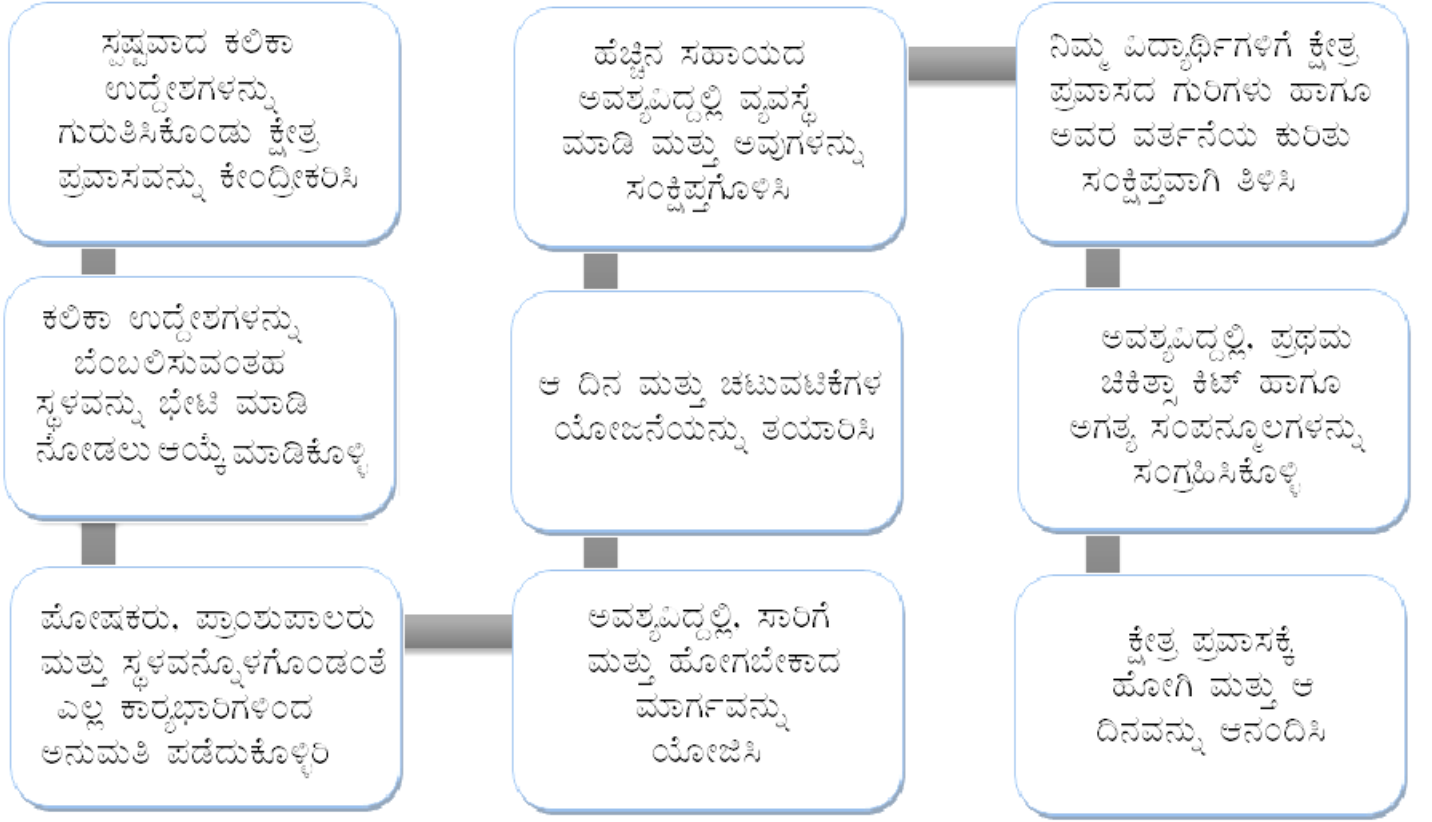 ಸ್ಪಷ್ಟವಾದ ಕಲಿಕಾ
ಉದ್ದೇಶಗಳನ್ನು
ಗುರುತಿಸಿಕೊಂಡು ಕ್ಷೇತ್ರ
ಪ್ರವಾಸವನ್ನು ಕೇಂದ್ರೀಕರಿಸಿ
ಕಲಿಕಾ ಉದ್ದೇಶಗಳನ್ನು
ಬೆಂಬಲಿಸುವಂತಹ
ಸ್ಥಳವನ್ನು ಭೇಟಿ ಮಾಡಿ
ನೋಡಲು ಆಯ್ಕೆ ಮಾಡಿಕೊಳ್ಳಿ
ಪೋಷಕರು, ಪ್ರಾಂಶುಪಾಲರು
ಮತ್ತು ಸ್ಥಳವನ್ನೊಳಗೊಂಡಂತೆ
ಎಲ್ಲ ಕಾರ್‍ಯಭಾರಿಗಳಿಂದ
ಅನುಮತಿ ಪಡೆದುಕೊಳ್ಳಿರಿ
ಅವಶ್ಯವಿದ್ದಲ್ಲಿ, ಸಾರಿಗೆ
ಮತ್ತು ಹೋಗಬೇಕಾದ
ಮಾರ್ಗವನ್ನು
ಯೋಜಿಸಿ
ಆ ದಿನ ಮತ್ತು ಚಟುವಟಿಕೆಗಳ
ಯೋಜನೆಯನ್ನು ತಯಾರಿಸಿ
ಹೆಚ್ಚಿನ ಸಹಾಯದ
ಅವಶ್ಯವಿದ್ದಲ್ಲಿ ವ್ಯವಸ್ಥೆ
ಮಾಡಿ ಮತ್ತು ಅವುಗಳನ್ನು
ಸಂಕ್ಷಿಪ್ತಗೊಳಿಸಿ
ನಿಮ್ಮ ವಿದ್ಯಾರ್ಥಿಗಳಿಗೆ ಕ್ಷೇತ್ರ
ಪ್ರವಾಸದ ಗುರಿಗಳು ಹಾಗೂ
ಅವರ ವರ್ತನೆಯ ಕುರಿತು
ಸಂಕ್ಷಿಪ್ತವಾಗಿ ತಿಳಿಸಿ
ಅವಶ್ಯವಿದ್ದಲ್ಲಿ, ಪ್ರಥಮ
ಚಿಕಿತ್ಸಾ ಕಿಟ್ ಹಾಗೂ
ಅಗತ್ಯ ಸಂಪನ್ಮೂಲಗಳನ್ನು
ಸಂಗ್ರಹಿಸಿಕೊಳ್ಳಿ
ಕ್ಷೇತ್ರ ಪ್ರವಾಸಕ್ಕೆ
ಹೋಗಿ ಮತ್ತು ಆ
ದಿನವನ್ನು ಆನಂದಿಸಿ